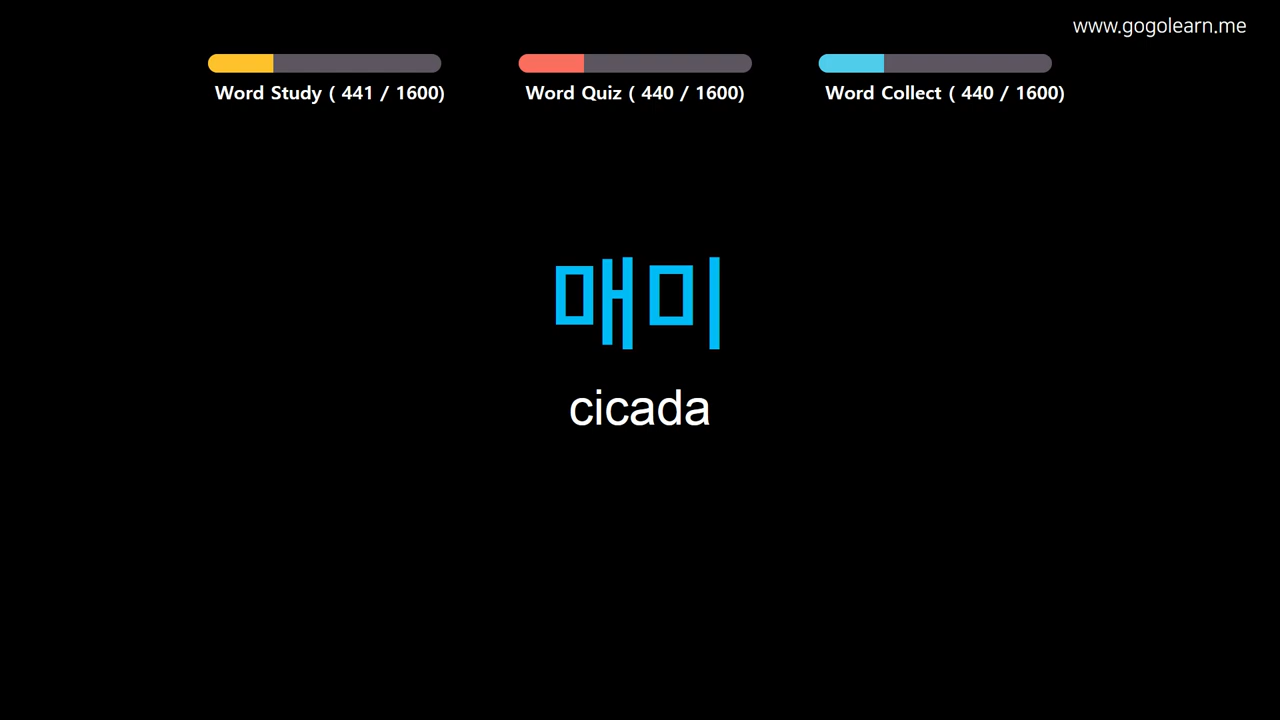 www.gogolearn.me
Word Study ( 441 / 1600)
Word Quiz ( 440 / 1600)
Word Collect ( 440 / 1600)
매미
cicada